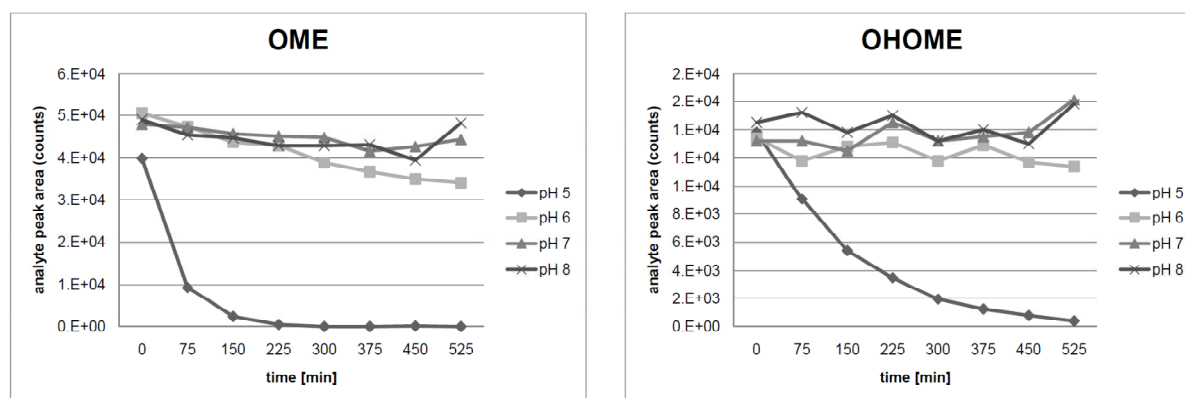 OME
6.E+04
5.E+04
4.E+04
3.E+04
2.E+04
1.E+04
0.E+00
analyte peak area (counts)
0 75 150 225 300 375 450 525
time [min]
pH 5
pH 6
pH 7
pH 8
OHOME
2.E+04
2.E+04
1.E+04
1.E+04
1.E+04
8.E+03
6.E+03
4.E+03
2.E+03
0.E+00
analyte peak area (counts)
0 75 150 225 300 375 450 525
time [min]
pH 5
pH 6
pH 7
pH 8